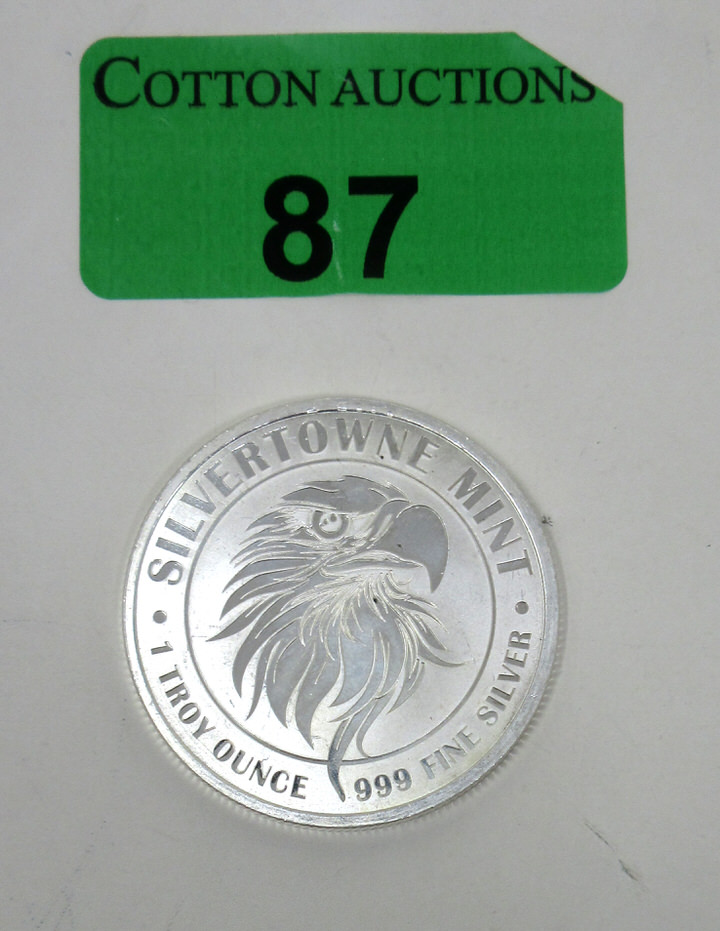 COTTON AUCTIONS
87
SILVERTOWNE MINT
• 1 TROY OUNCE 999 FINE SILVER •